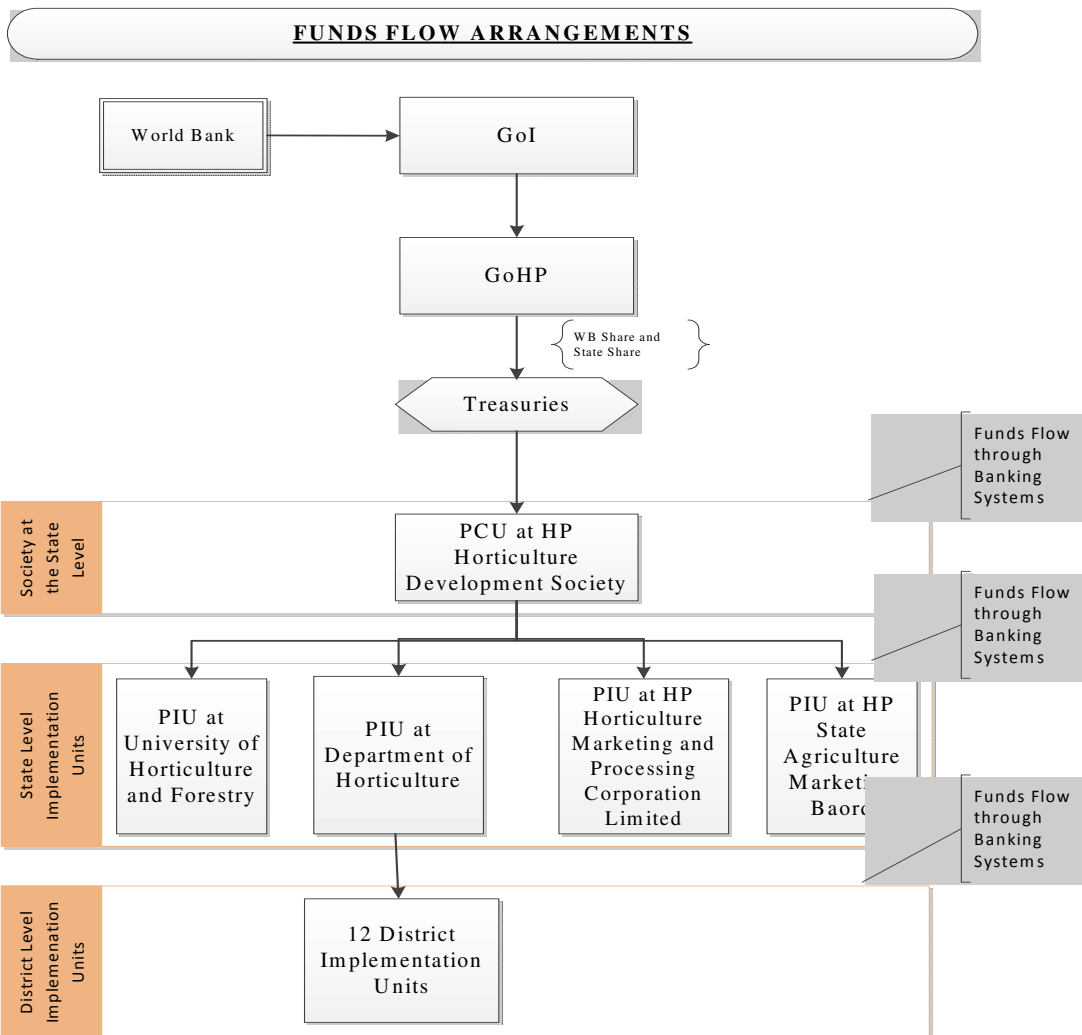 FUNDS FLOW ARRANGEMENTS
World Bank
GoI
GoHP
WB Share and
State Share
Treasuries
Funds Flow
through
Banking
Systems
Society at
the State
Level
PCU at HP
Horticulture
Development Society
Funds Flow
through
Banking
Systems
State Level
Implementation
Units
PIU at
University of
Horticulture
and Forestry
PIU at
Department of
Horticulture
PIU at HP
Horticulture
Marketing and
Processing
Corporation
Limited
PIU at HP
State
Agriculture
Baord
Funds Flow
through
Banking
Systems
District Level
Implemenation
Units
12 District
Implementation
Units